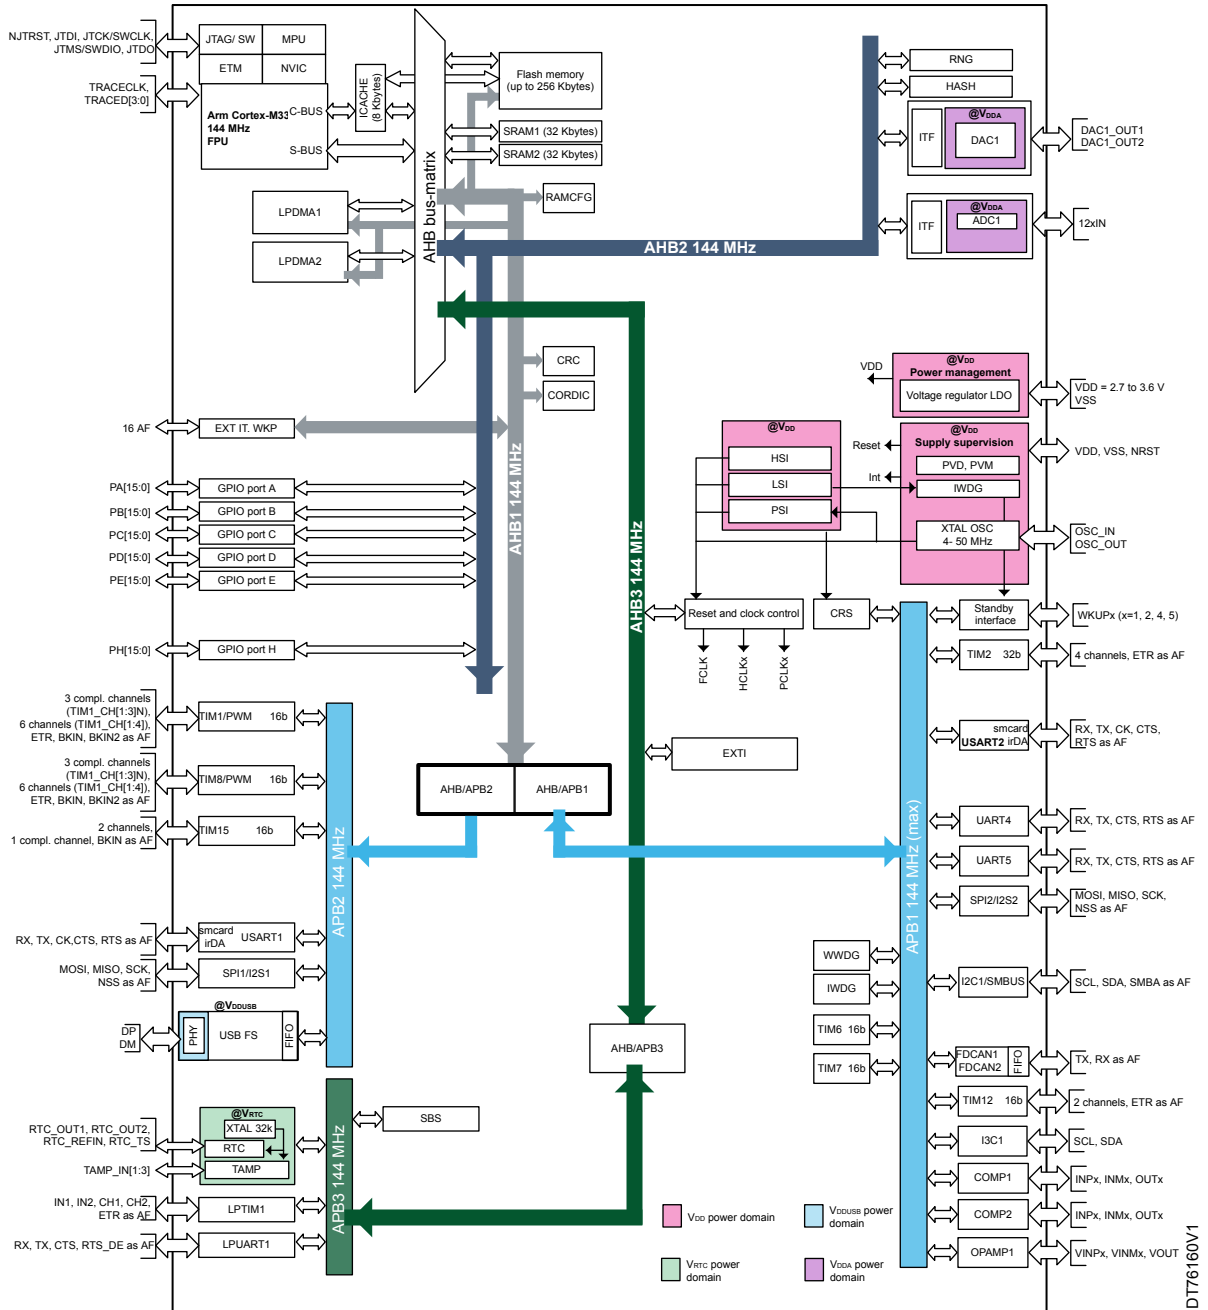 NJTRST, JTDI, JTCK/SWCLK,
JTMS/SWDIO, JTDO
TRACECLK,
TRACED[3:0]
JTAG/ SW
MPU
ETM
NVIC
Arm Cortex-M33
144 MHz
FPU
C-BUS
S-BUS
ICACHE
(8 Kbytes)
AHB bus-matrix
Flash memory
(up to 256 Kbytes)
SRAM1 (32 Kbytes)
SRAM2 (32 Kbytes)
RAMCFG
LPDMA1
LPDMA2
AHB2 144 MHz
RNG
HASH
@VDDA
ITF
DAC1
DAC1_OUT1
DAC1_OUT2
@VDDA
ITF
ADC1
12xIN
CRC
CORDIC
@VDD
Power management
Voltage regulator LDO
VDD
VDD = 2.7 to 3.6 V
VSS
@VDD
Supply supervision
PVD, PVM
IWDG
XTAL OSC
4- 50 MHz
Reset
Int
VDD, VSS, NRST
OSC_IN
OSC_OUT
@VDD
HSI
LSI
PSI
16 AF
EXT IT. WKP
PA[15:0]
GPIO port A
PB[15:0]
GPIO port B
PC[15:0]
GPIO port C
PD[15:0]
GPIO port D
PE[15:0]
GPIO port E
PH[15:0]
GPIO port H
AHB1 144 MHz
AHB3 144 MHz
Reset and clock control
FCLK
HCLKx
PCLKx
CRS
Standby
interface
WKUPx (x=1, 2, 4, 5)
TIM2 32b
4 channels, ETR as AF
smcard
USART2 irDA
RX, TX, CK, CTS,
RTS as AF
3 compl. channels
(TIM1_CH[1:3]N),
6 channels (TIM1_CH[1:4]),
ETR, BKIN, BKIN2 as AF
TIM1/PWM 16b
3 compl. channels
(TIM1_CH[1:3]N),
6 channels (TIM1_CH[1:4]),
ETR, BKIN, BKIN2 as AF
TIM8/PWM 16b
2 channels,
1 compl. channel, BKIN as AF
TIM15 16b
APB2 144 MHz
AHB/APB2
AHB/APB1
EXTI
APB1 144 MHz (max)
UART4
RX, TX, CTS, RTS as AF
UART5
RX, TX, CTS, RTS as AF
SPI2/I2S2
MOSI, MISO, SCK,
NSS as AF
RX, TX, CK,CTS, RTS as AF
smcard
irDA
USART1
MOSI, MISO, SCK,
NSS as AF
SPI1/I2S1
@VDDUSB
DP
DM
PHY
USB FS
FIFO
WWDG
IWDG
TIM6 16b
TIM7 16b
I2C1/SMBUS
SCL, SDA, SMBA as AF
FDCAN1
FDCAN2
FIFO
TX, RX as AF
TIM12 16b
2 channels, ETR as AF
I3C1
SCL, SDA
COMP1
INPx, INMx, OUTx
COMP2
INPx, INMx, OUTx
OPAMP1
VINPx, VINMx, VOUT
AHB/APB3
SBS
APB3 144 MHz
@VRTC
XTAL 32k
RTC
TAMP
RTC_OUT1, RTC_OUT2,
RTC_REFIN, RTC_TS
TAMP_IN[1:3]
IN1, IN2, CH1, CH2,
ETR as AF
LPTIM1
RX, TX, CTS, RTS_DE as AF
LPUART1
VDD power domain
VDDUSB power
domain
VRTC power
domain
VDDA power
domain
DT76160V1